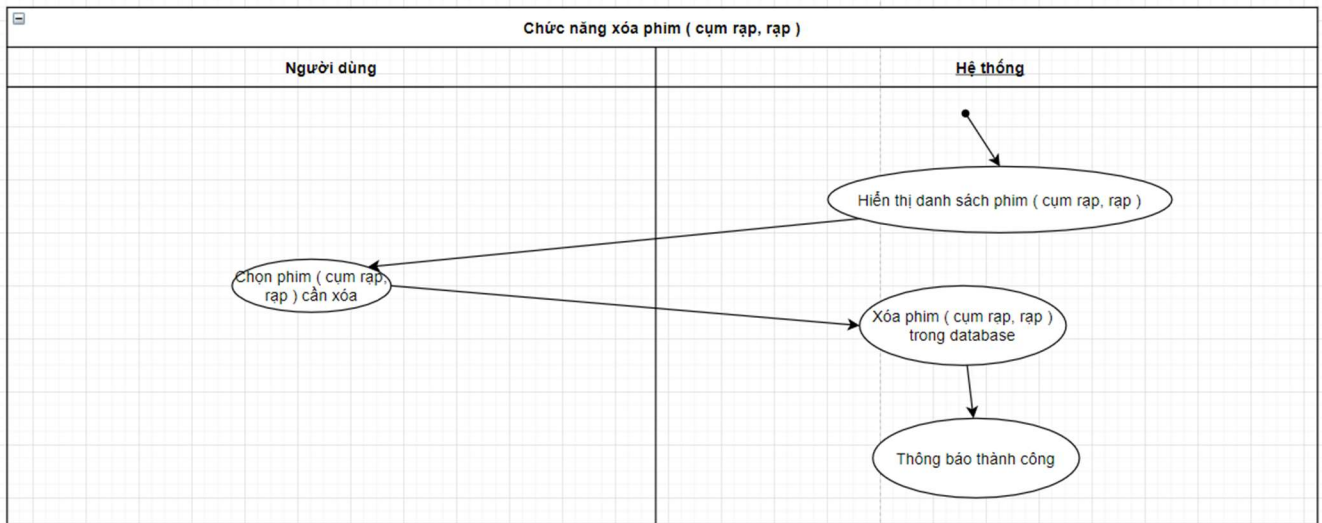 Chức năng xóa phim ( cụm rạp, rạp )
Người dùng
Hệ thống
Hiển thị danh sách phim ( cụm rạp, rạp )
Chọn phim ( cụm rạp,
rạp ) cần xóa
Xóa phim ( cụm rạp, rạp )
trong database
Thông báo thành công